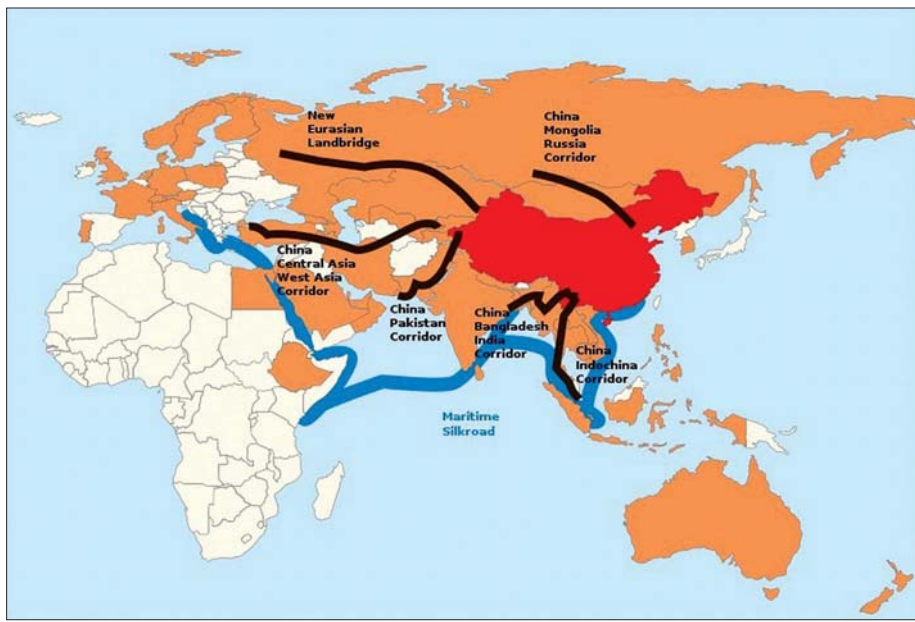 New
Eurasian
Landbridge
China
Mongolia
Russia
Corridor
China
Central Asia
West Asia
Corridor
China
Pakistan
Corridor
China
Bangladesh
India
Corridor
China
Indochina
Corridor
Maritime
Silkroad